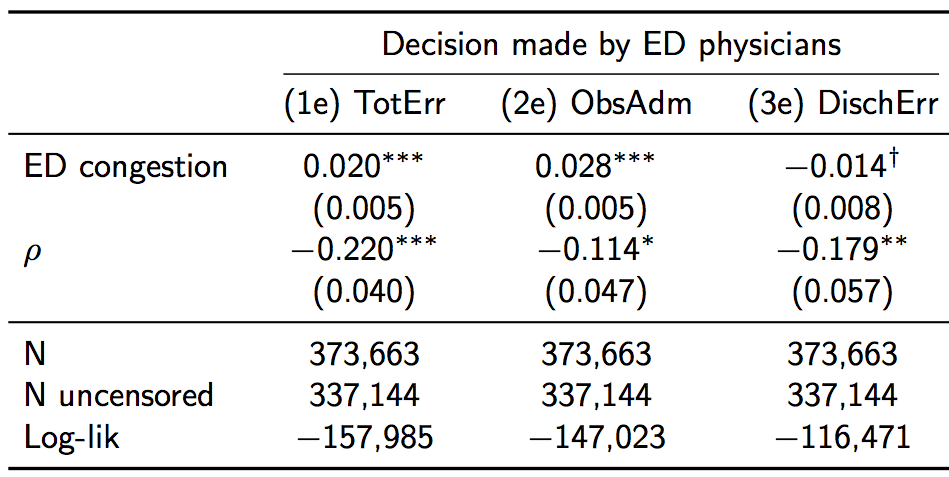 Decision made by ED physicians
(1e) TotErr (2e) ObsAdm (3e) DischErr
ED congestion 0.020*** 0.028*** −0.014†
(0.005) (0.005) (0.008)
ρ −0.220*** −0.114* −0.179**
(0.040) (0.047) (0.057)
N 373,663 373,663 373,663
N uncensored 337,144 337,144 337,144
Log-lik −157,985 −147,023 −116,471